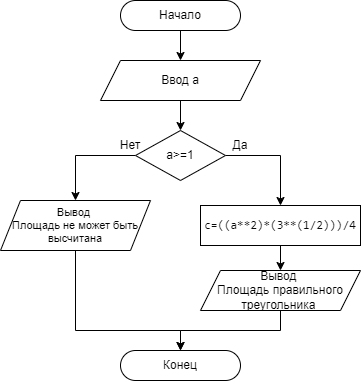 Начало
Ввод a
a>=1
Нет
Да
Вывод
Площадь не может быть
высчитана
c=((a**2)*(3**(1/2)))/4
Вывод
Площадь правильного
треугольника
Конец